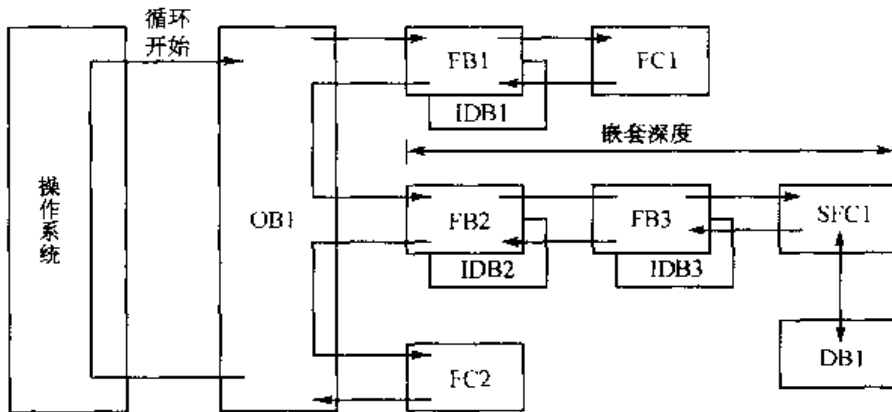 循环
开始
FB1
FC1
IDB1
嵌套深度
操作系统
OB1
FB2
FB3
SFC1
IDB2
IDB3
DB1
FC2